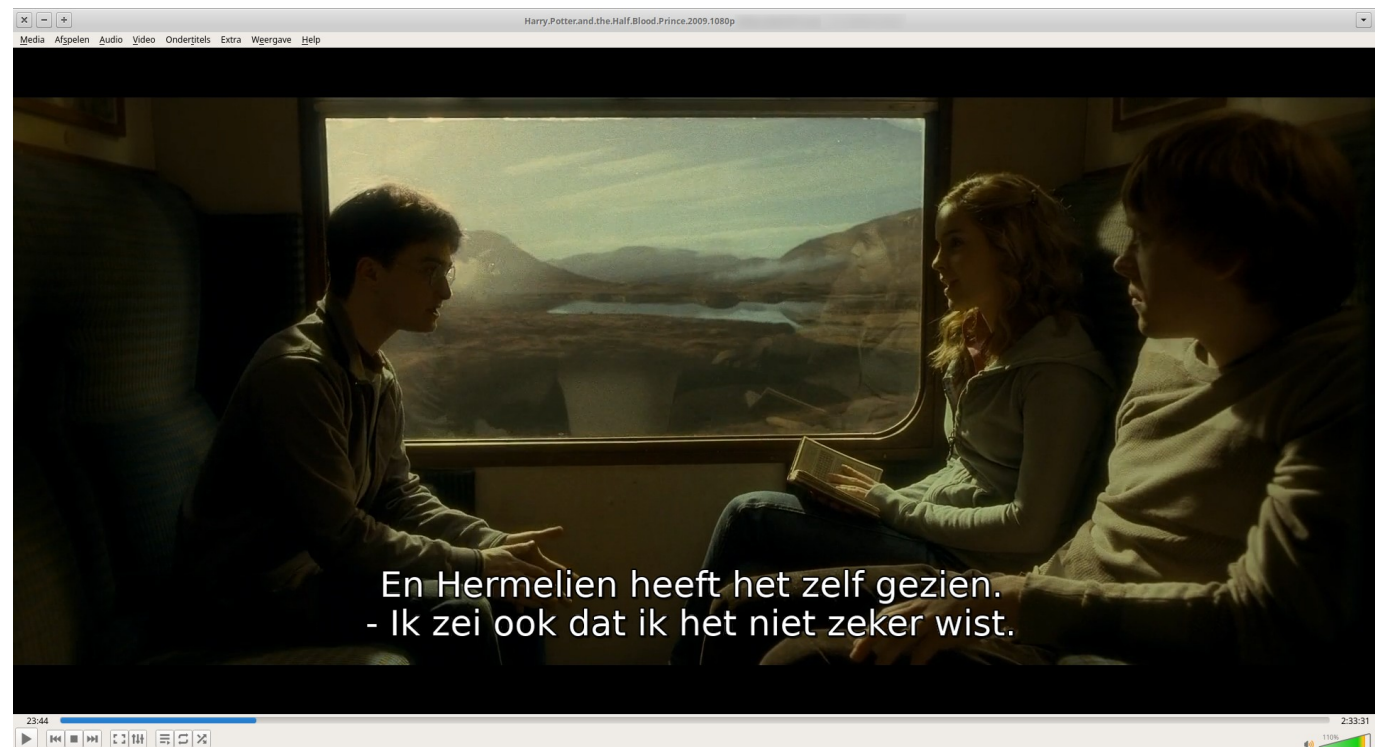 Harry.Potter.and.the.Half.Blood.Prince.2009.1080p
Media Afspelen Audio Video Ondertitels Extra Weergave Help
En Hermelien heeft het zelf gezien.
- Ik zei ook dat ik het niet zeker wist.
23:44 2:33:31
110%